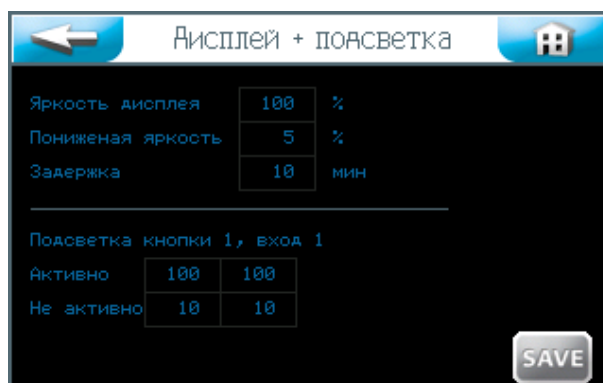 Дисплей + подсветка
Яркость дисплея 100 %
Пониженая яркость 5 %
Задержка 10 мин
Подсветка кнопки 1, вход 1
Активно 100 100
Не активно 10 10
SAVE